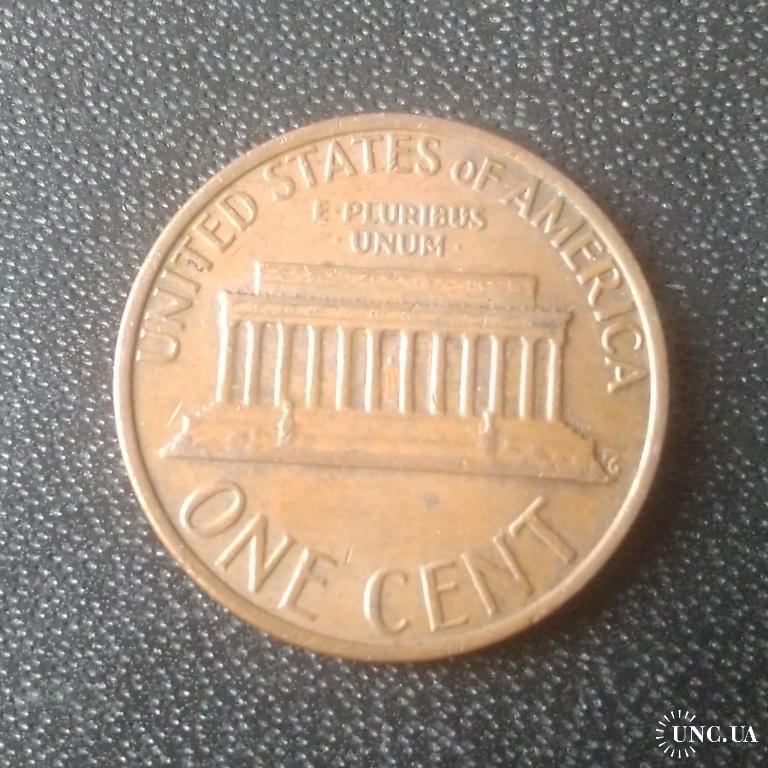 UNITED STATES OF AMERICA
E·PLURIBUS
·UNUM·
ONE CENT
UNC.UA